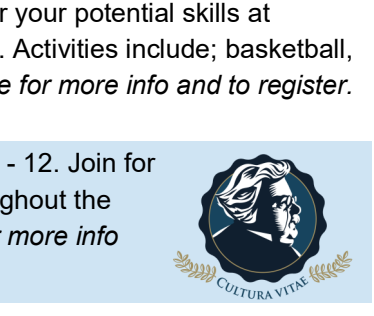 r your potential skills at
. Activities include; basketball,
e for more info and to register.
- 12. Join for
ghout the
r more info
CULTURA VITAE